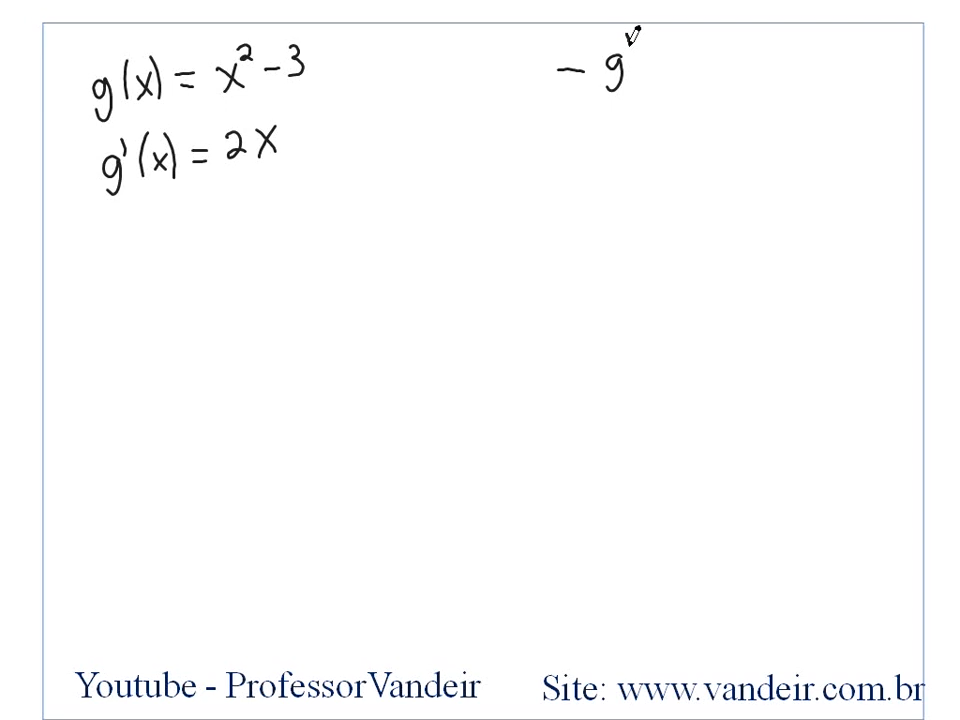 g(x) = x² - 3
- g
g'(x) = 2x
Youtube - ProfessorVandeir
Site: www.vandeir.com.br